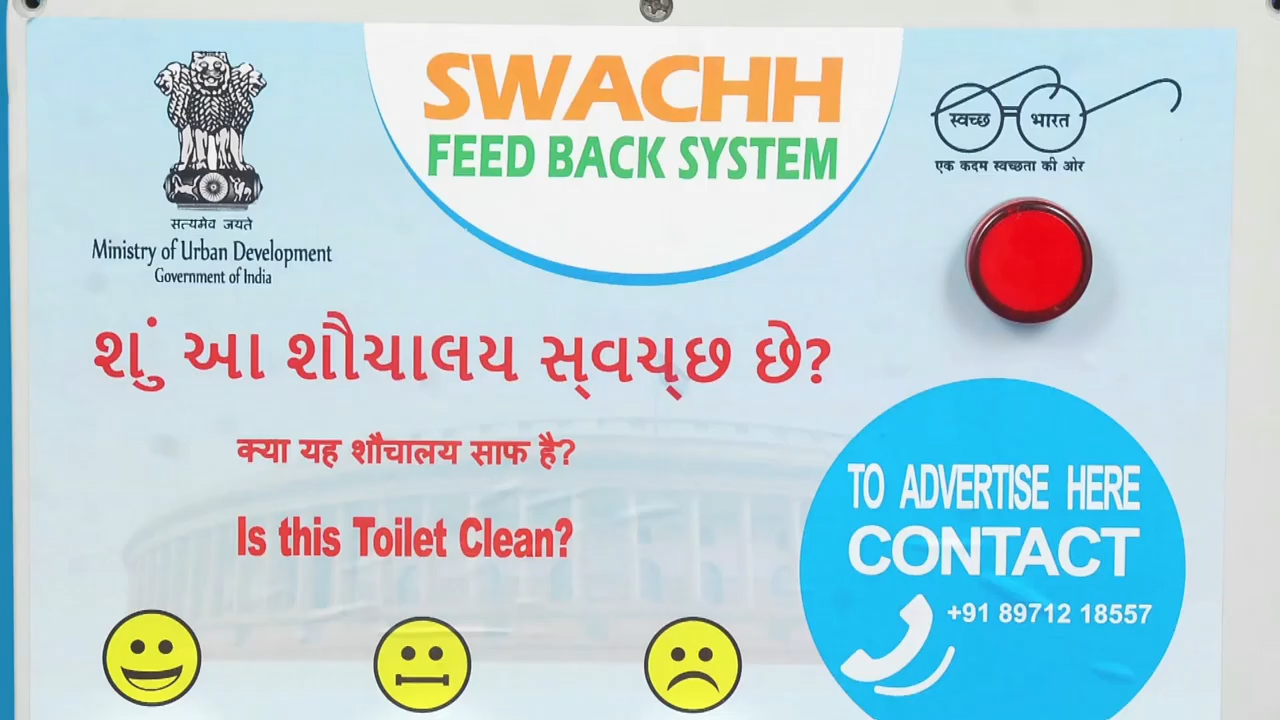 SWACHH
FEED BACK SYSTEM
सत्यमेव जयते
Ministry of Urban Development
Government of India
स्वच्छ भारत
एक कदम स्वच्छता की ओर
શું આ શૌચાલય સ્‌વચ્‌છ છે?
क्या यह शौचालय साफ है?
Is this Toilet Clean?
TO ADVERTISE HERE
CONTACT
+91 89712 18557